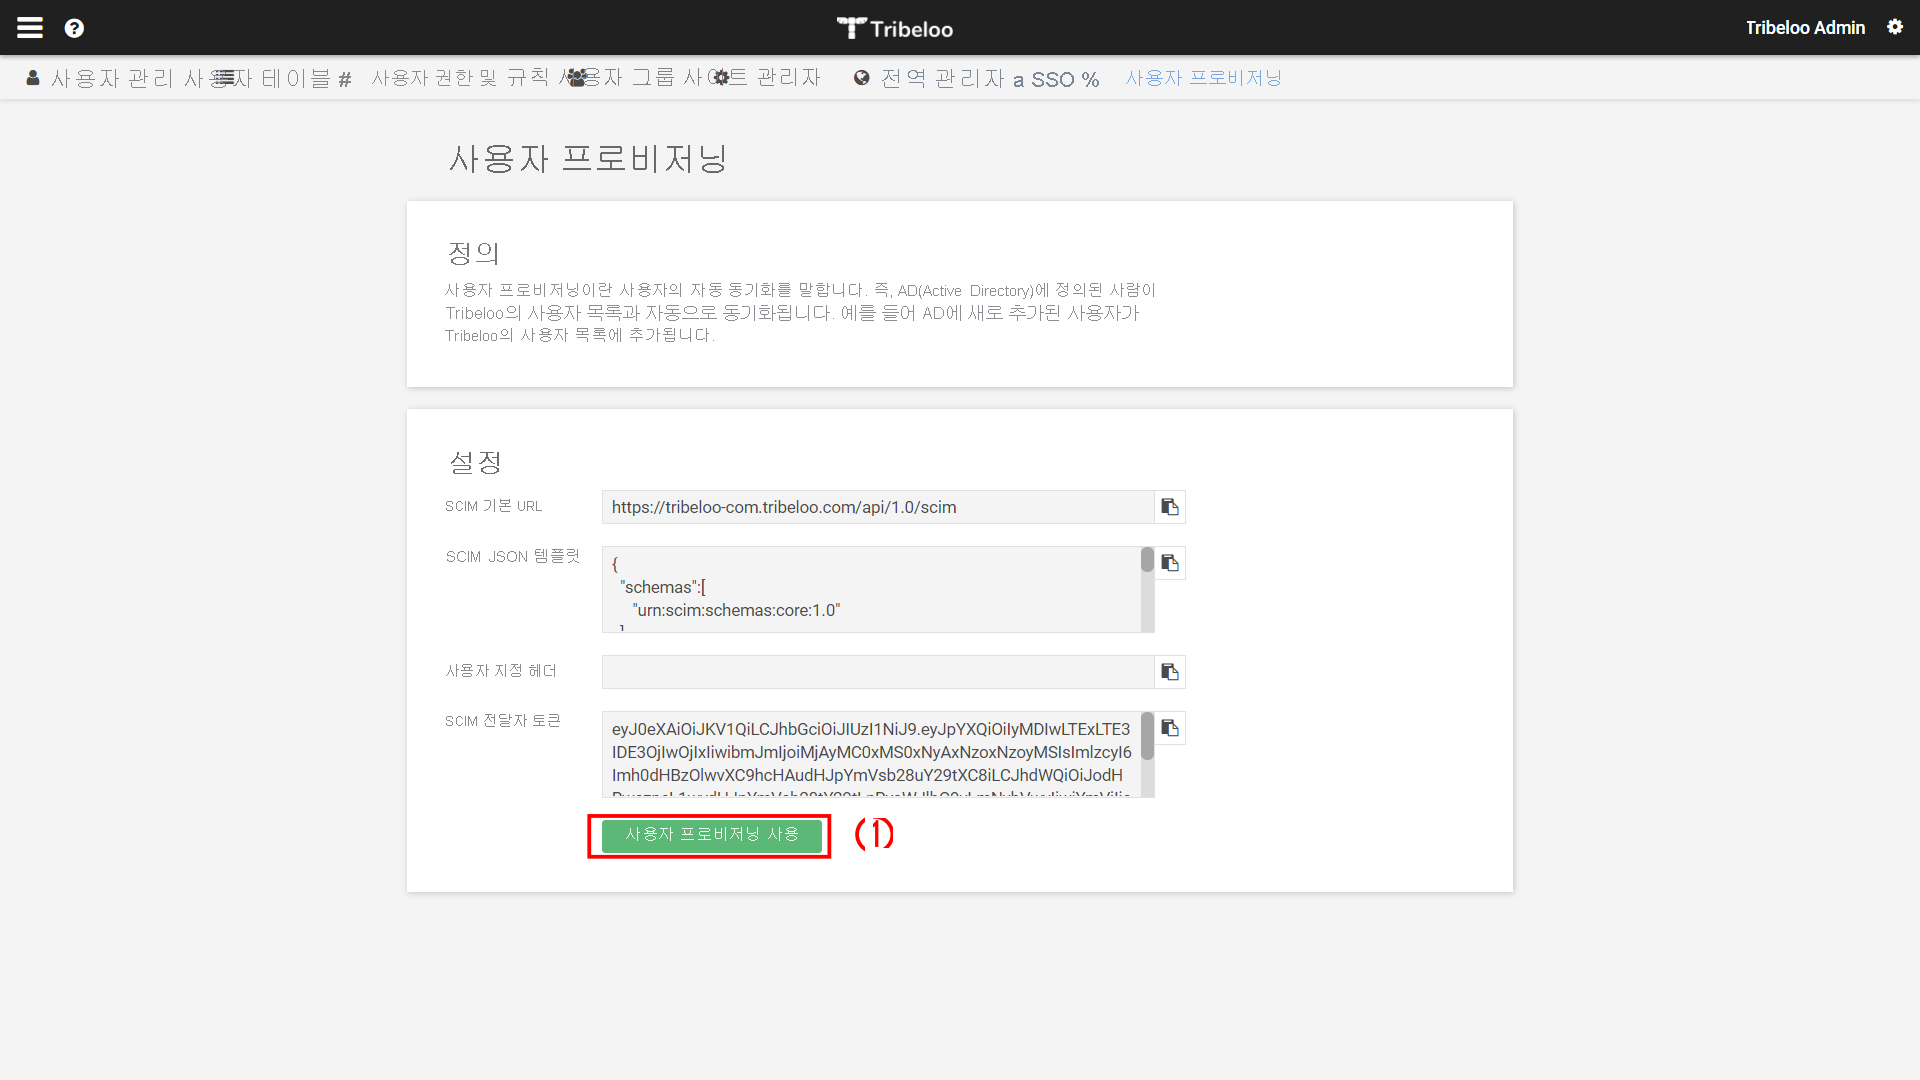 Tribeloo
Tribeloo Admin
사용자 관리 사용자 테이블 # 사용자 권한 및 규칙 사용자 그룹 사이트 관리자 전역 관리자 a SSO % 사용자 프로비저닝
사용자 프로비저닝
정의
사용자 프로비저닝이란 사용자의 자동 동기화를 말합니다. 즉, AD(Active Directory)에 정의된 사람이
Tribeloo의 사용자 목록과 자동으로 동기화됩니다. 예를 들어 AD에 새로 추가된 사용자가
Tribeloo의 사용자 목록에 추가됩니다.
설정
SCIM 기본 URL
https://tribeloo-com.tribeloo.com/api/1.0/scim
SCIM JSON 템플릿
{
"schemas":[
"urn:scim:schemas:core:1.0"
사용자 지정 헤더
SCIM 전달자 토큰
eyJ0eXAiOiJKV1QiLCJhbGciOiJIUzI1NiJ9.eyJpYXQiOiIyMDIwLTExLTE3
IDE3OjIwOjIxIiwibmJmIjoiMjAyMC0xMS0xNyAxNzoxNzoyMSIsImlzcyI6
Imh0dHBzOlwvXC9hcHAudHJpYmVsb28uY29tXC8iLCJhdWQiOiJodH
사용자 프로비저닝 사용
(1)